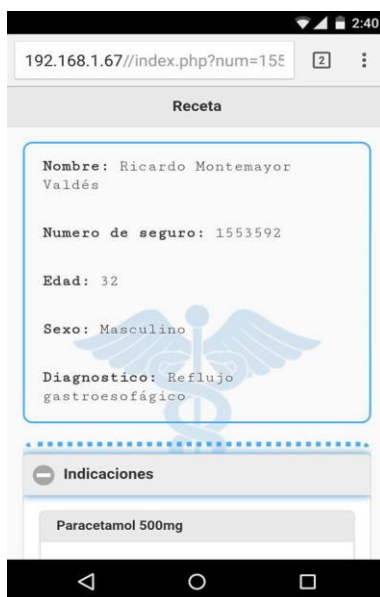 2:40
192.168.1.67//index.php?num=155
2
Receta
Nombre: Ricardo Montemayor
Valdés
Numero de seguro: 1553592
Edad: 32
Sexo: Masculino
Diagnostico: Reflujo
gastroesofágico
Indicaciones
Paracetamol 500mg